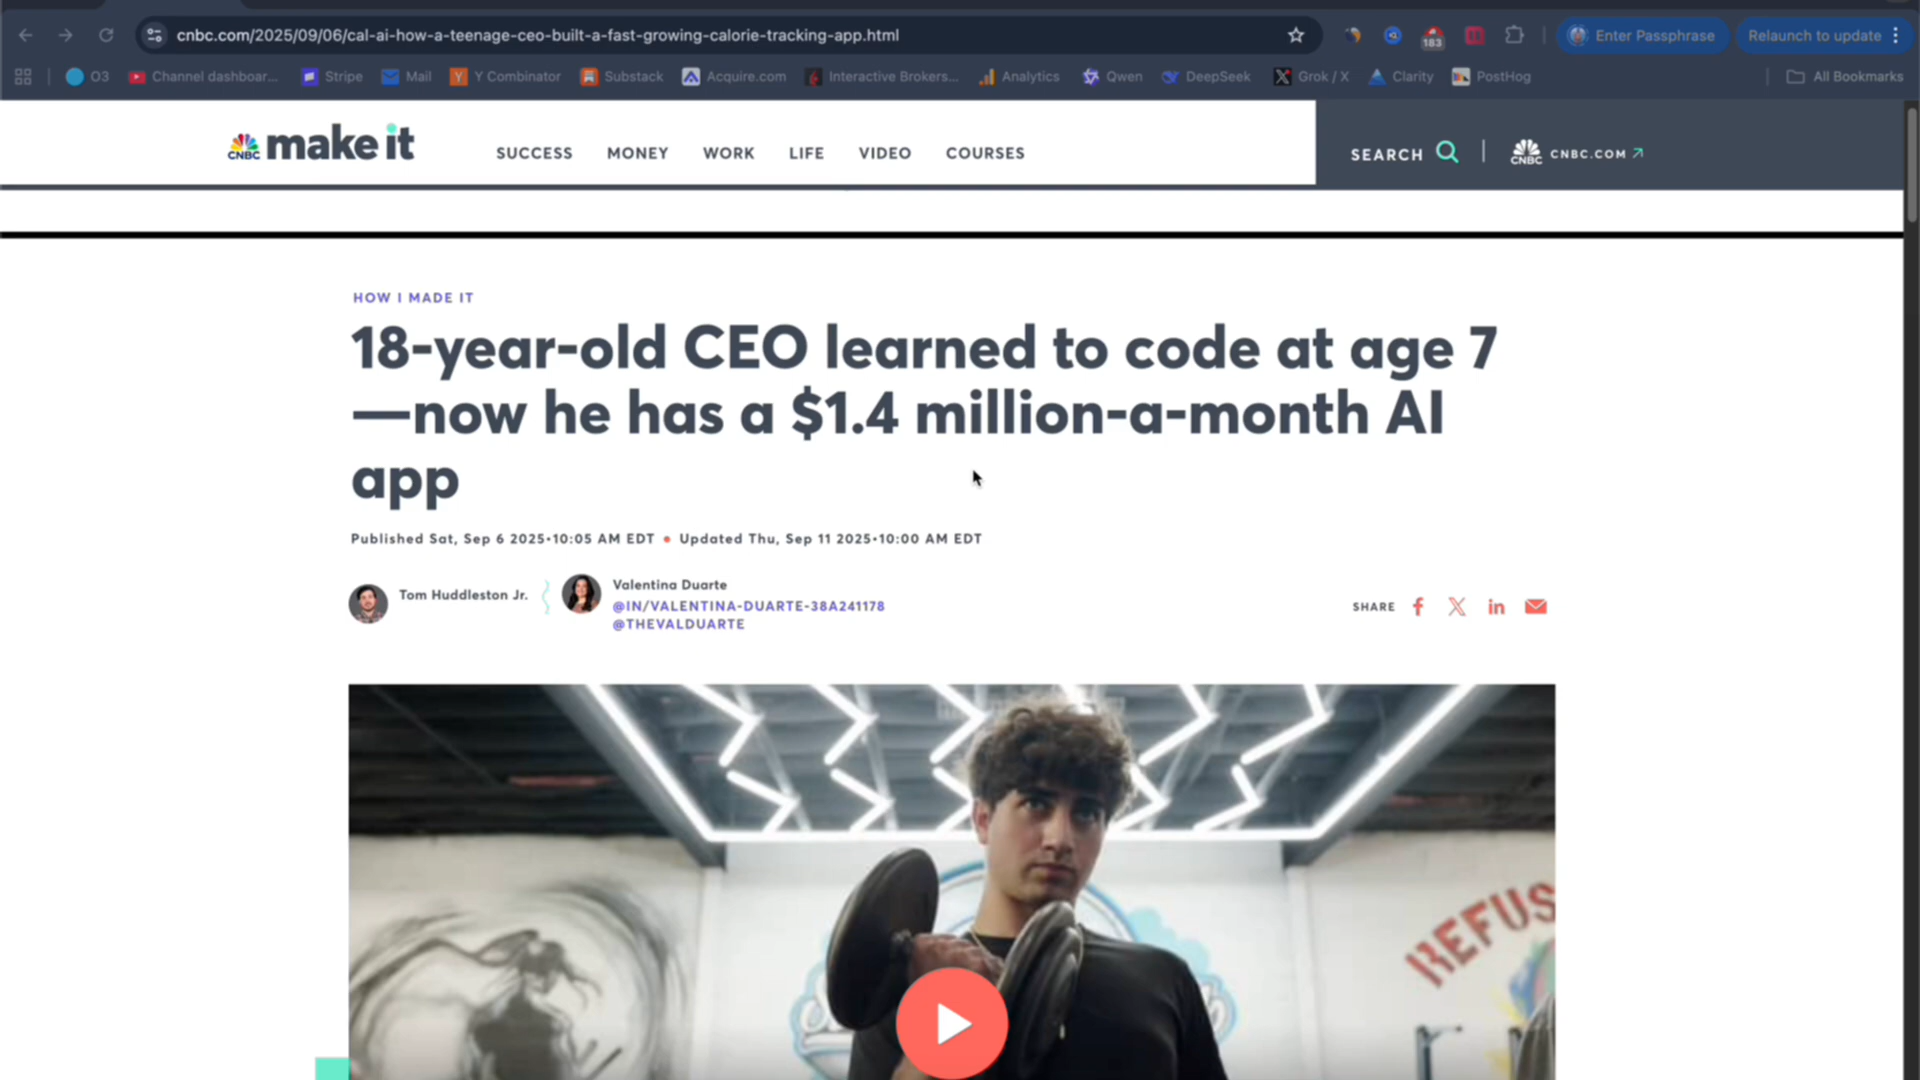 cnbc.com/2025/09/06/cal-ai-how-a-teenage-ceo-built-a-fast-growing-calorie-tracking-app.html
183
Enter Passphrase
Relaunch to update
O3
Channel dashboar...
Stripe
Mail
Y Combinator
Substack
Acquire.com
Interactive Brokers...
Analytics
Qwen
DeepSeek
Grok / X
Clarity
PostHog
All Bookmarks
CNBC make it
SUCCESS
MONEY
WORK
LIFE
VIDEO
COURSES
SEARCH
CNBC
CNBC.COM
HOW I MADE IT
18-year-old CEO learned to code at age 7
—now he has a $1.4 million-a-month AI
app
Published Sat, Sep 6 2025•10:05 AM EDT • Updated Thu, Sep 11 2025•10:00 AM EDT
Tom Huddleston Jr.
Valentina Duarte
@IN/VALENTINA-DUARTE-38A241178
@THEVALDUARTE
SHARE
REFUS